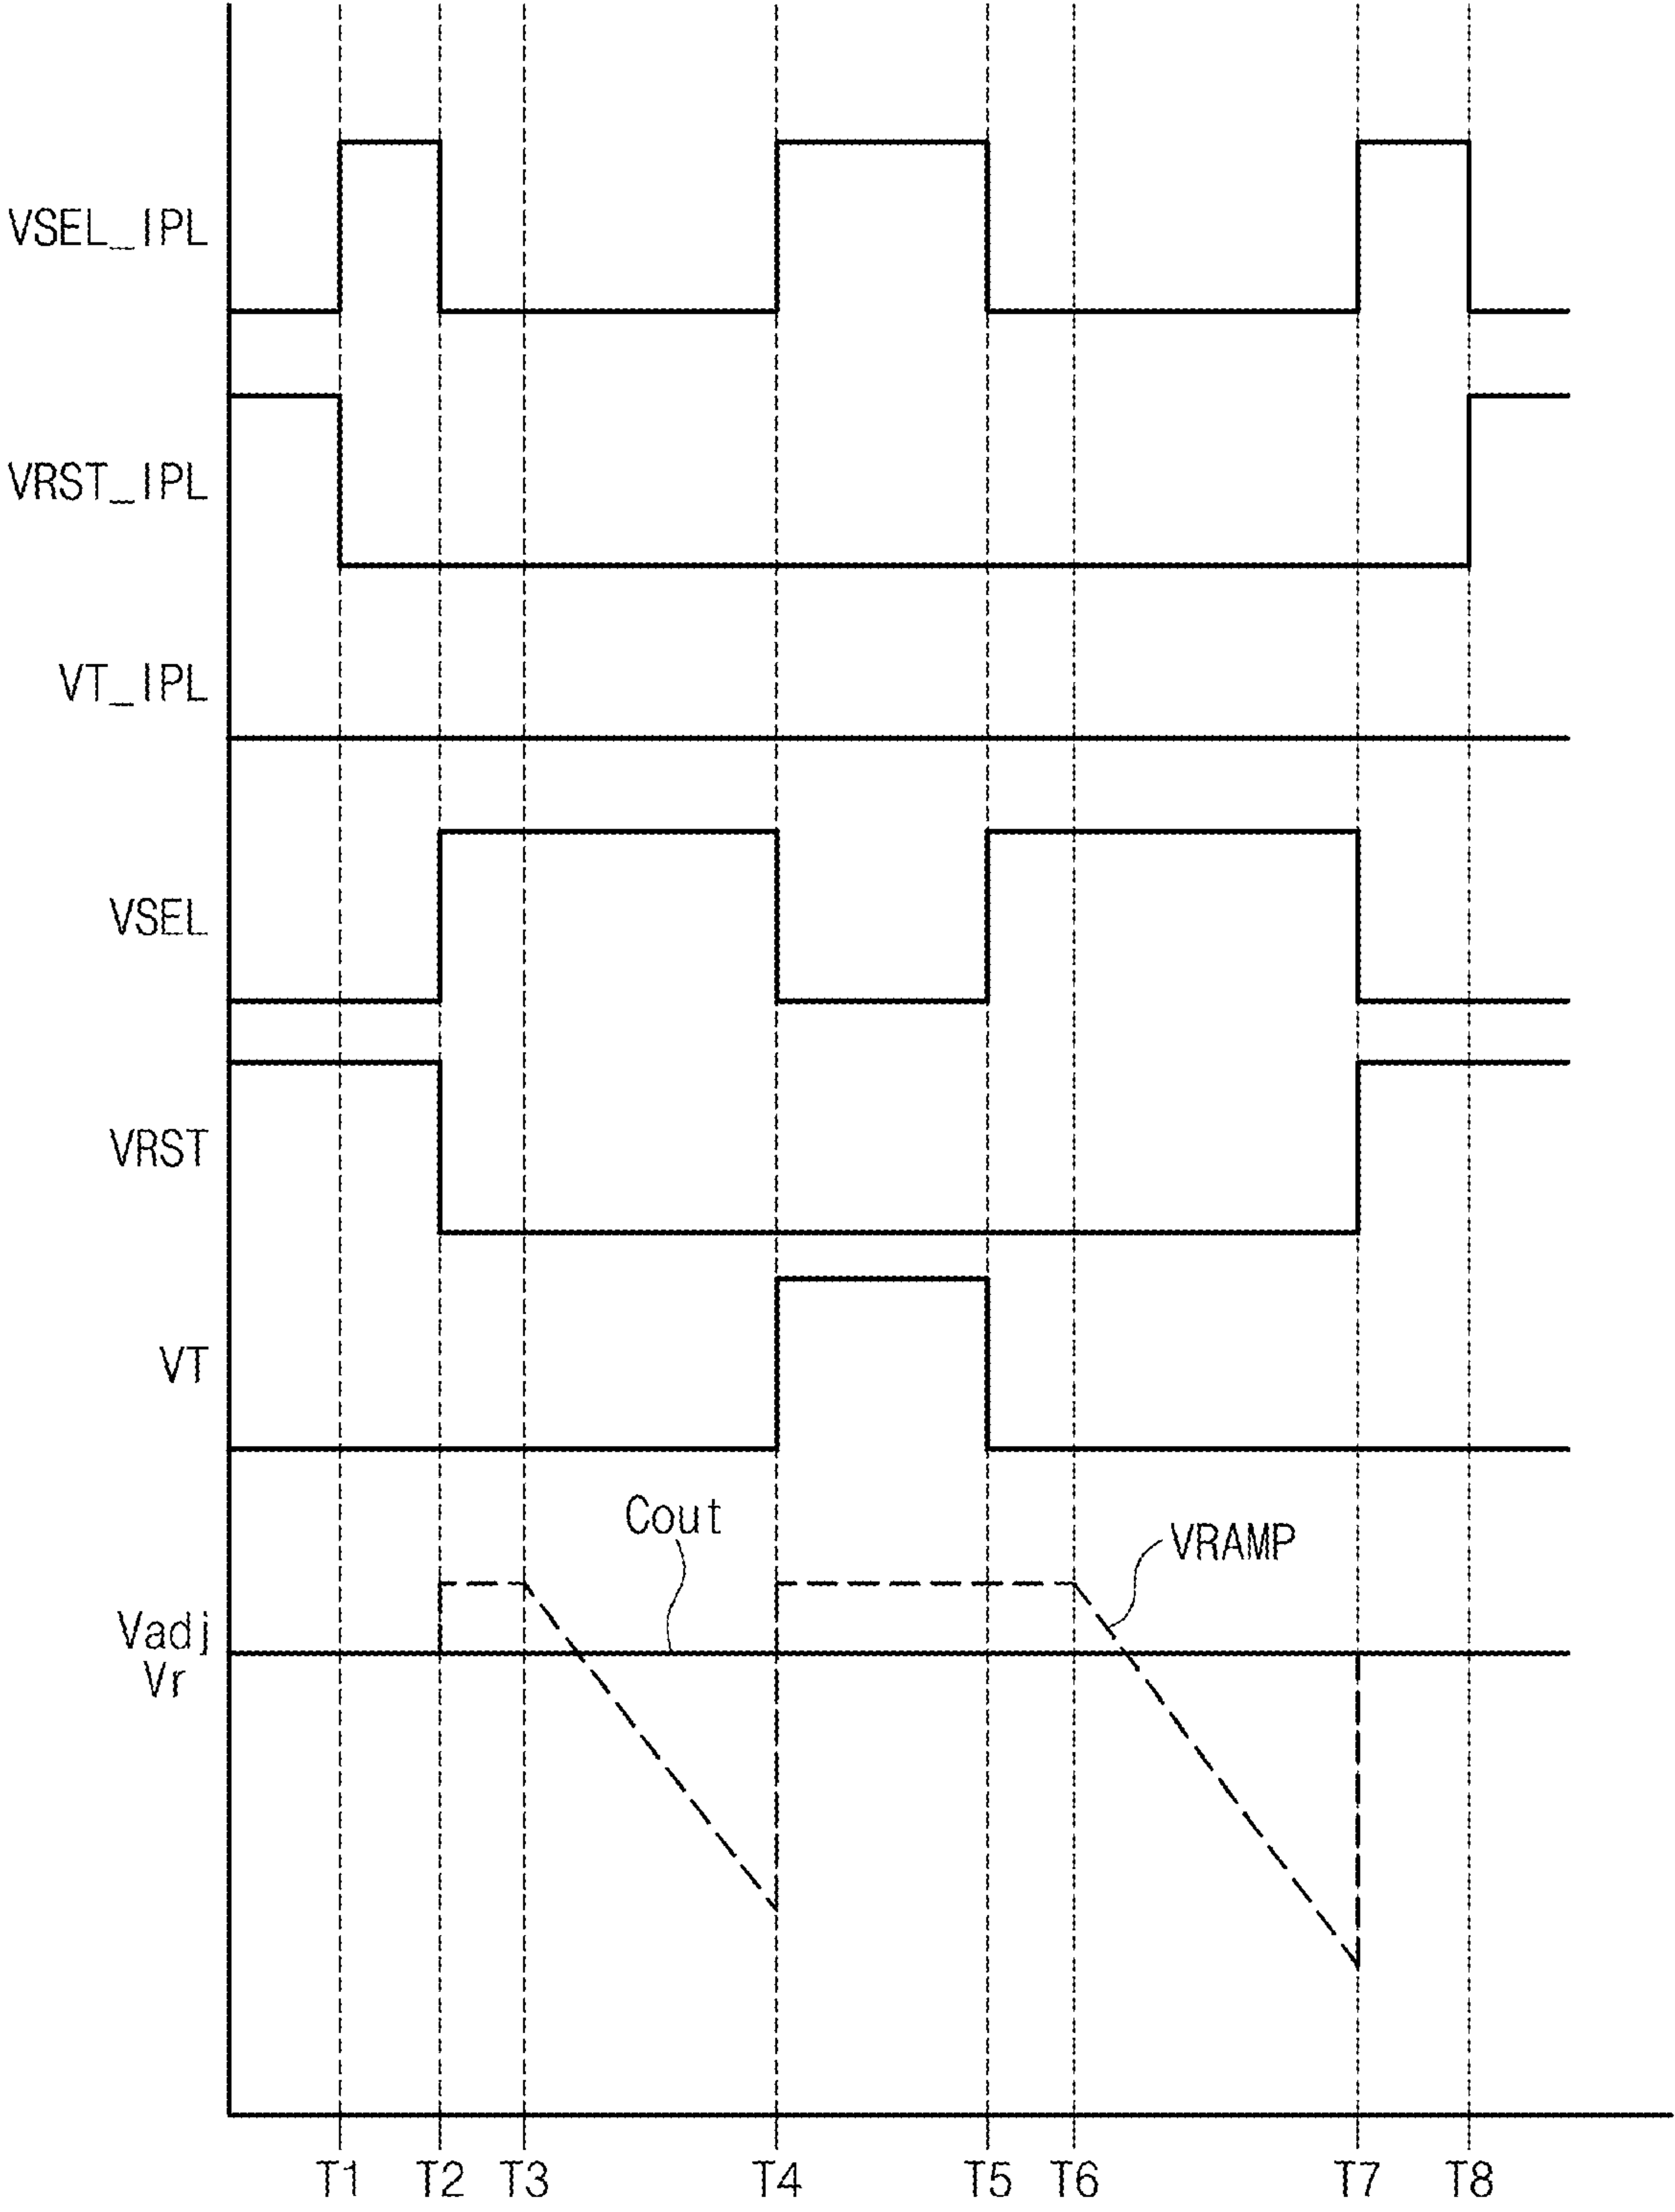 VSEL_IPL
VRST_IPL
VT_IPL
VSEL
VRST
VT
Cout
VRAMP
Vadj
Vr
T1 T2 T3 T4 T5 T6 T7 T8